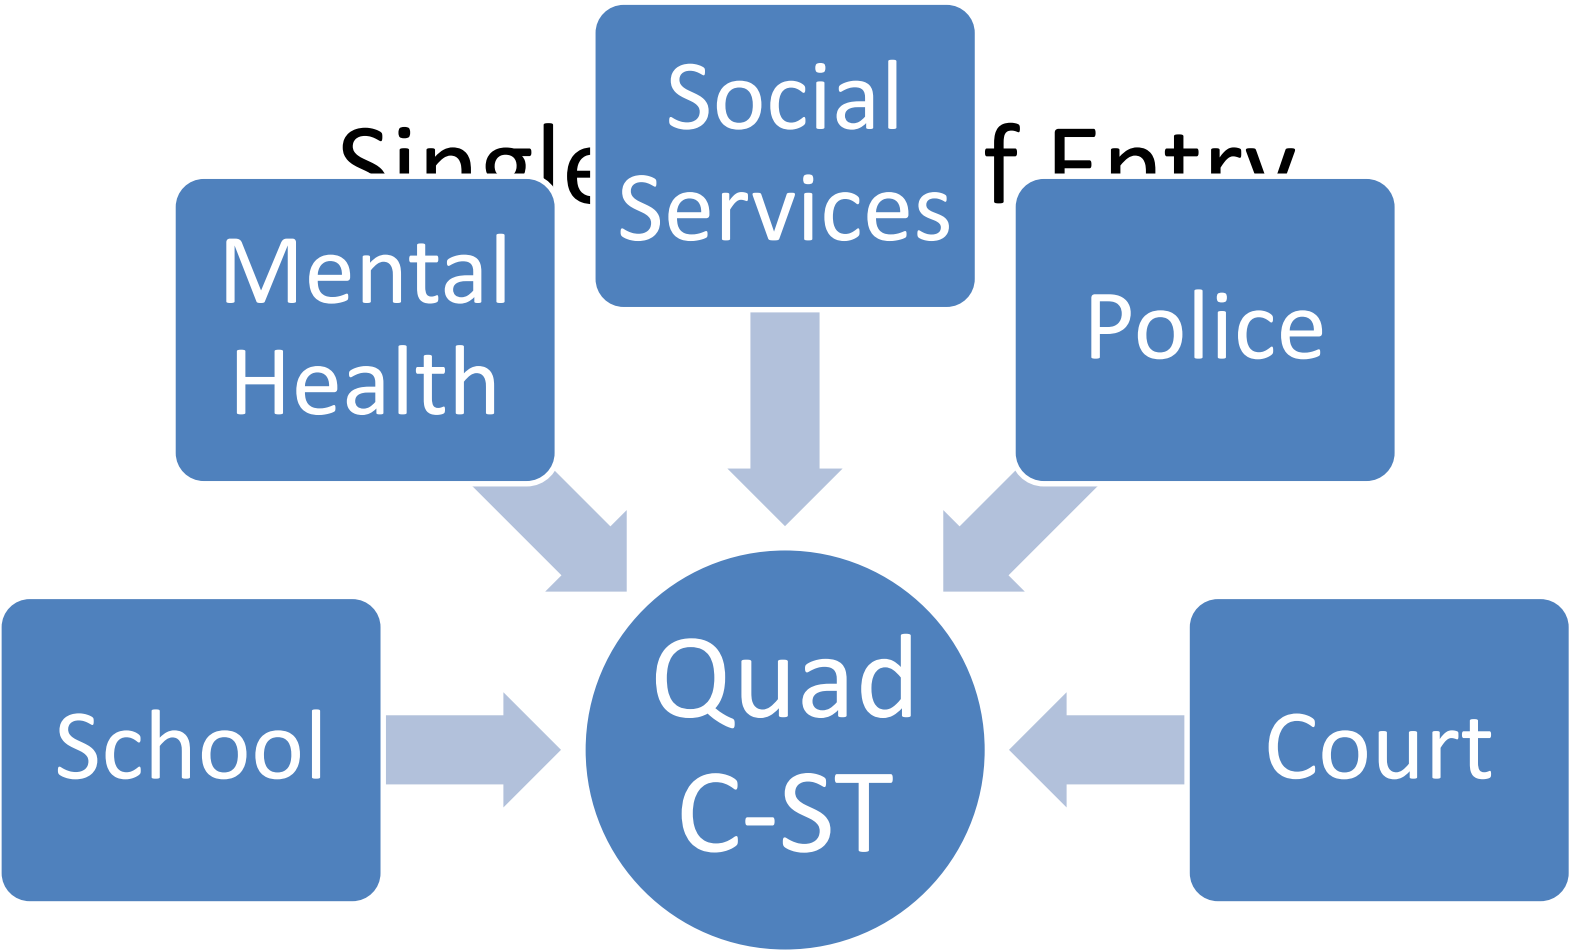 Social
Services
Single
f Entry
Mental
Health
Police
School
Quad
C-ST
Court